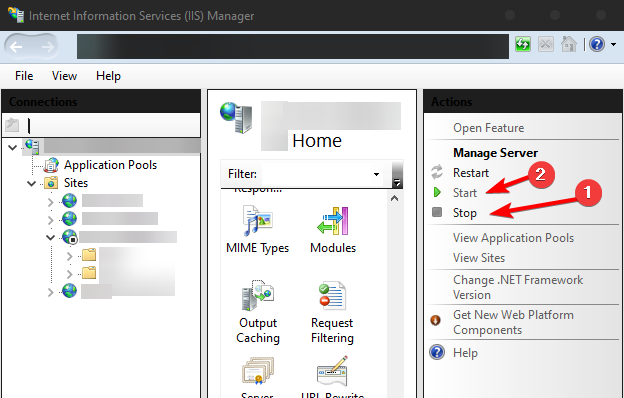 Internet Information Services (IIS) Manager
File View Help
Connections
Application Pools
Sites
Home
Filter:
MIME Types
Modules
Output
Caching
Request
Filtering
Server
URL Rewrite
Actions
Open Feature
Manage Server
Restart
Start
2
Stop
1
View Application Pools
View Sites
Change .NET Framework
Version
Get New Web Platform
Components
Help